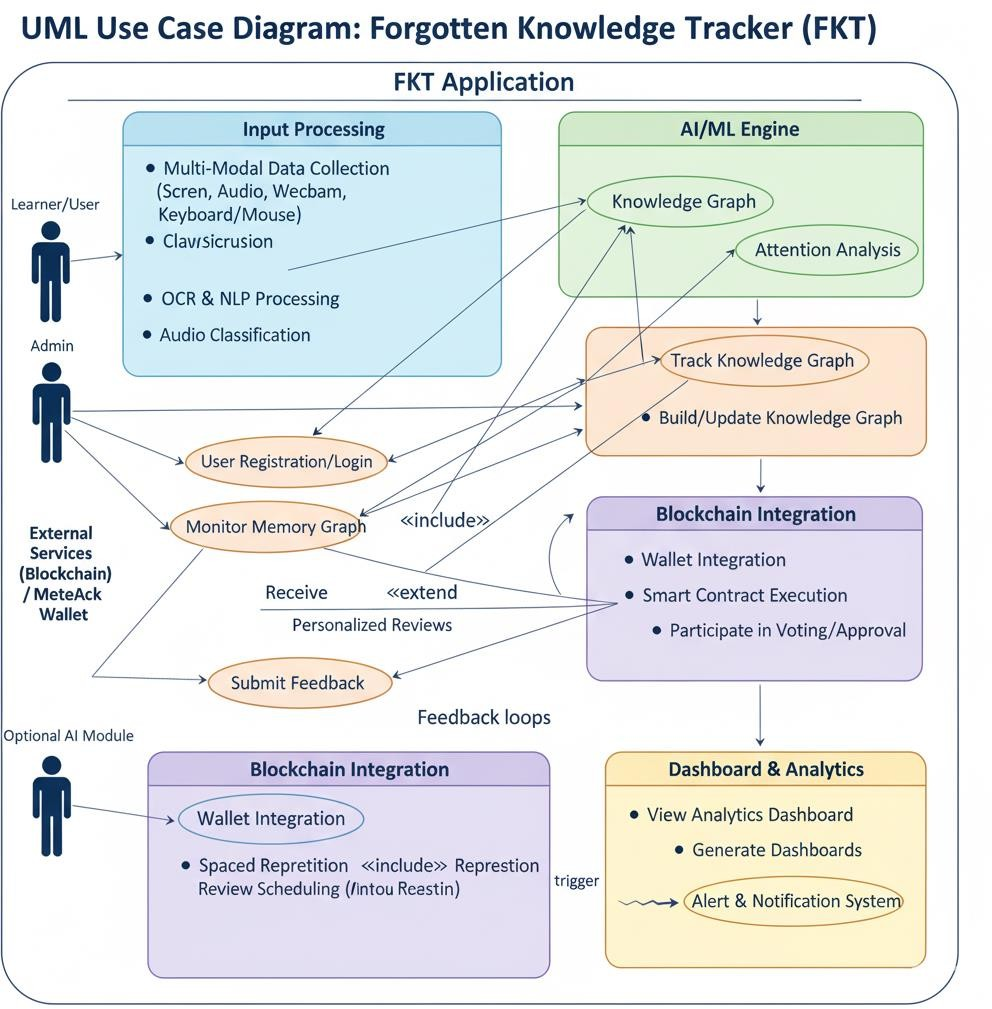 UML Use Case Diagram: Forgotten Knowledge Tracker (FKT)
FKT Application
Input Processing
• Multi-Modal Data Collection
(Scren, Audio, Wecbam,
Keyboard/Mouse)
• Clawsicrusion
• OCR & NLP Processing
• Audio Classification
AI/ML Engine
Knowledge Graph
Attention Analysis
Learner/User
Admin
Track Knowledge Graph
• Build/Update Knowledge Graph
User Registration/Login
Monitor Memory Graph
«include»
External
Services
(Blockchain)
/ MeteAck
Wallet
Receive
«extend
Personalized Reviews
Blockchain Integration
• Wallet Integration
• Smart Contract Execution
• Participate in Voting/Approval
Submit Feedback
Feedback loops
Optional AI Module
Blockchain Integration
Wallet Integration
• Spaced Repretition «include» Represtion
Review Scheduling (/intou Reastin)
trigger
Dashboard & Analytics
• View Analytics Dashboard
• Generate Dashboards
Alert & Notification System